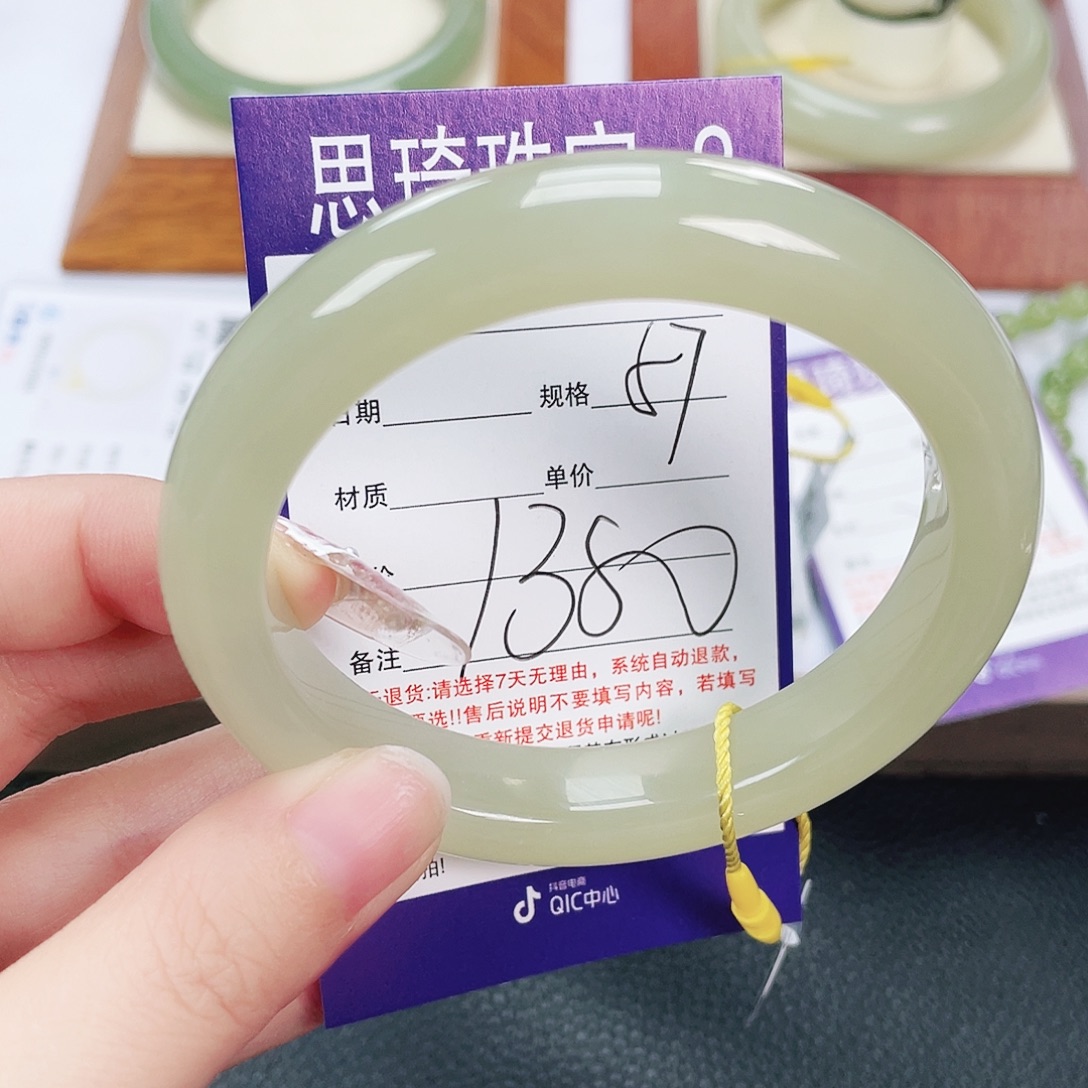 思琦珠宝
日期 规格 57
材质 单价
1380
备注
退货:请选择7天无理由，系统自动退款，
选!!售后说明不要填写内容，若填写
新提交退货申请呢!
拍!
抖音电商
QIC中心